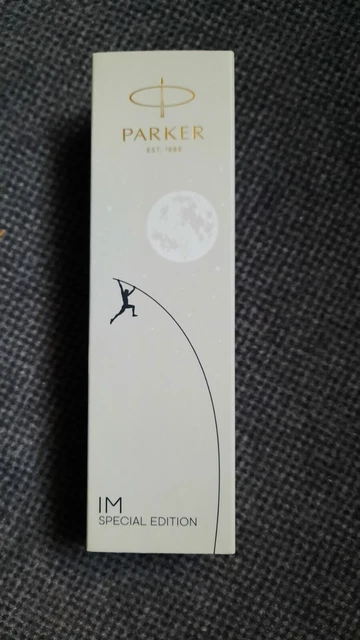 PARKER
EST. 1888
IM
SPECIAL EDITION